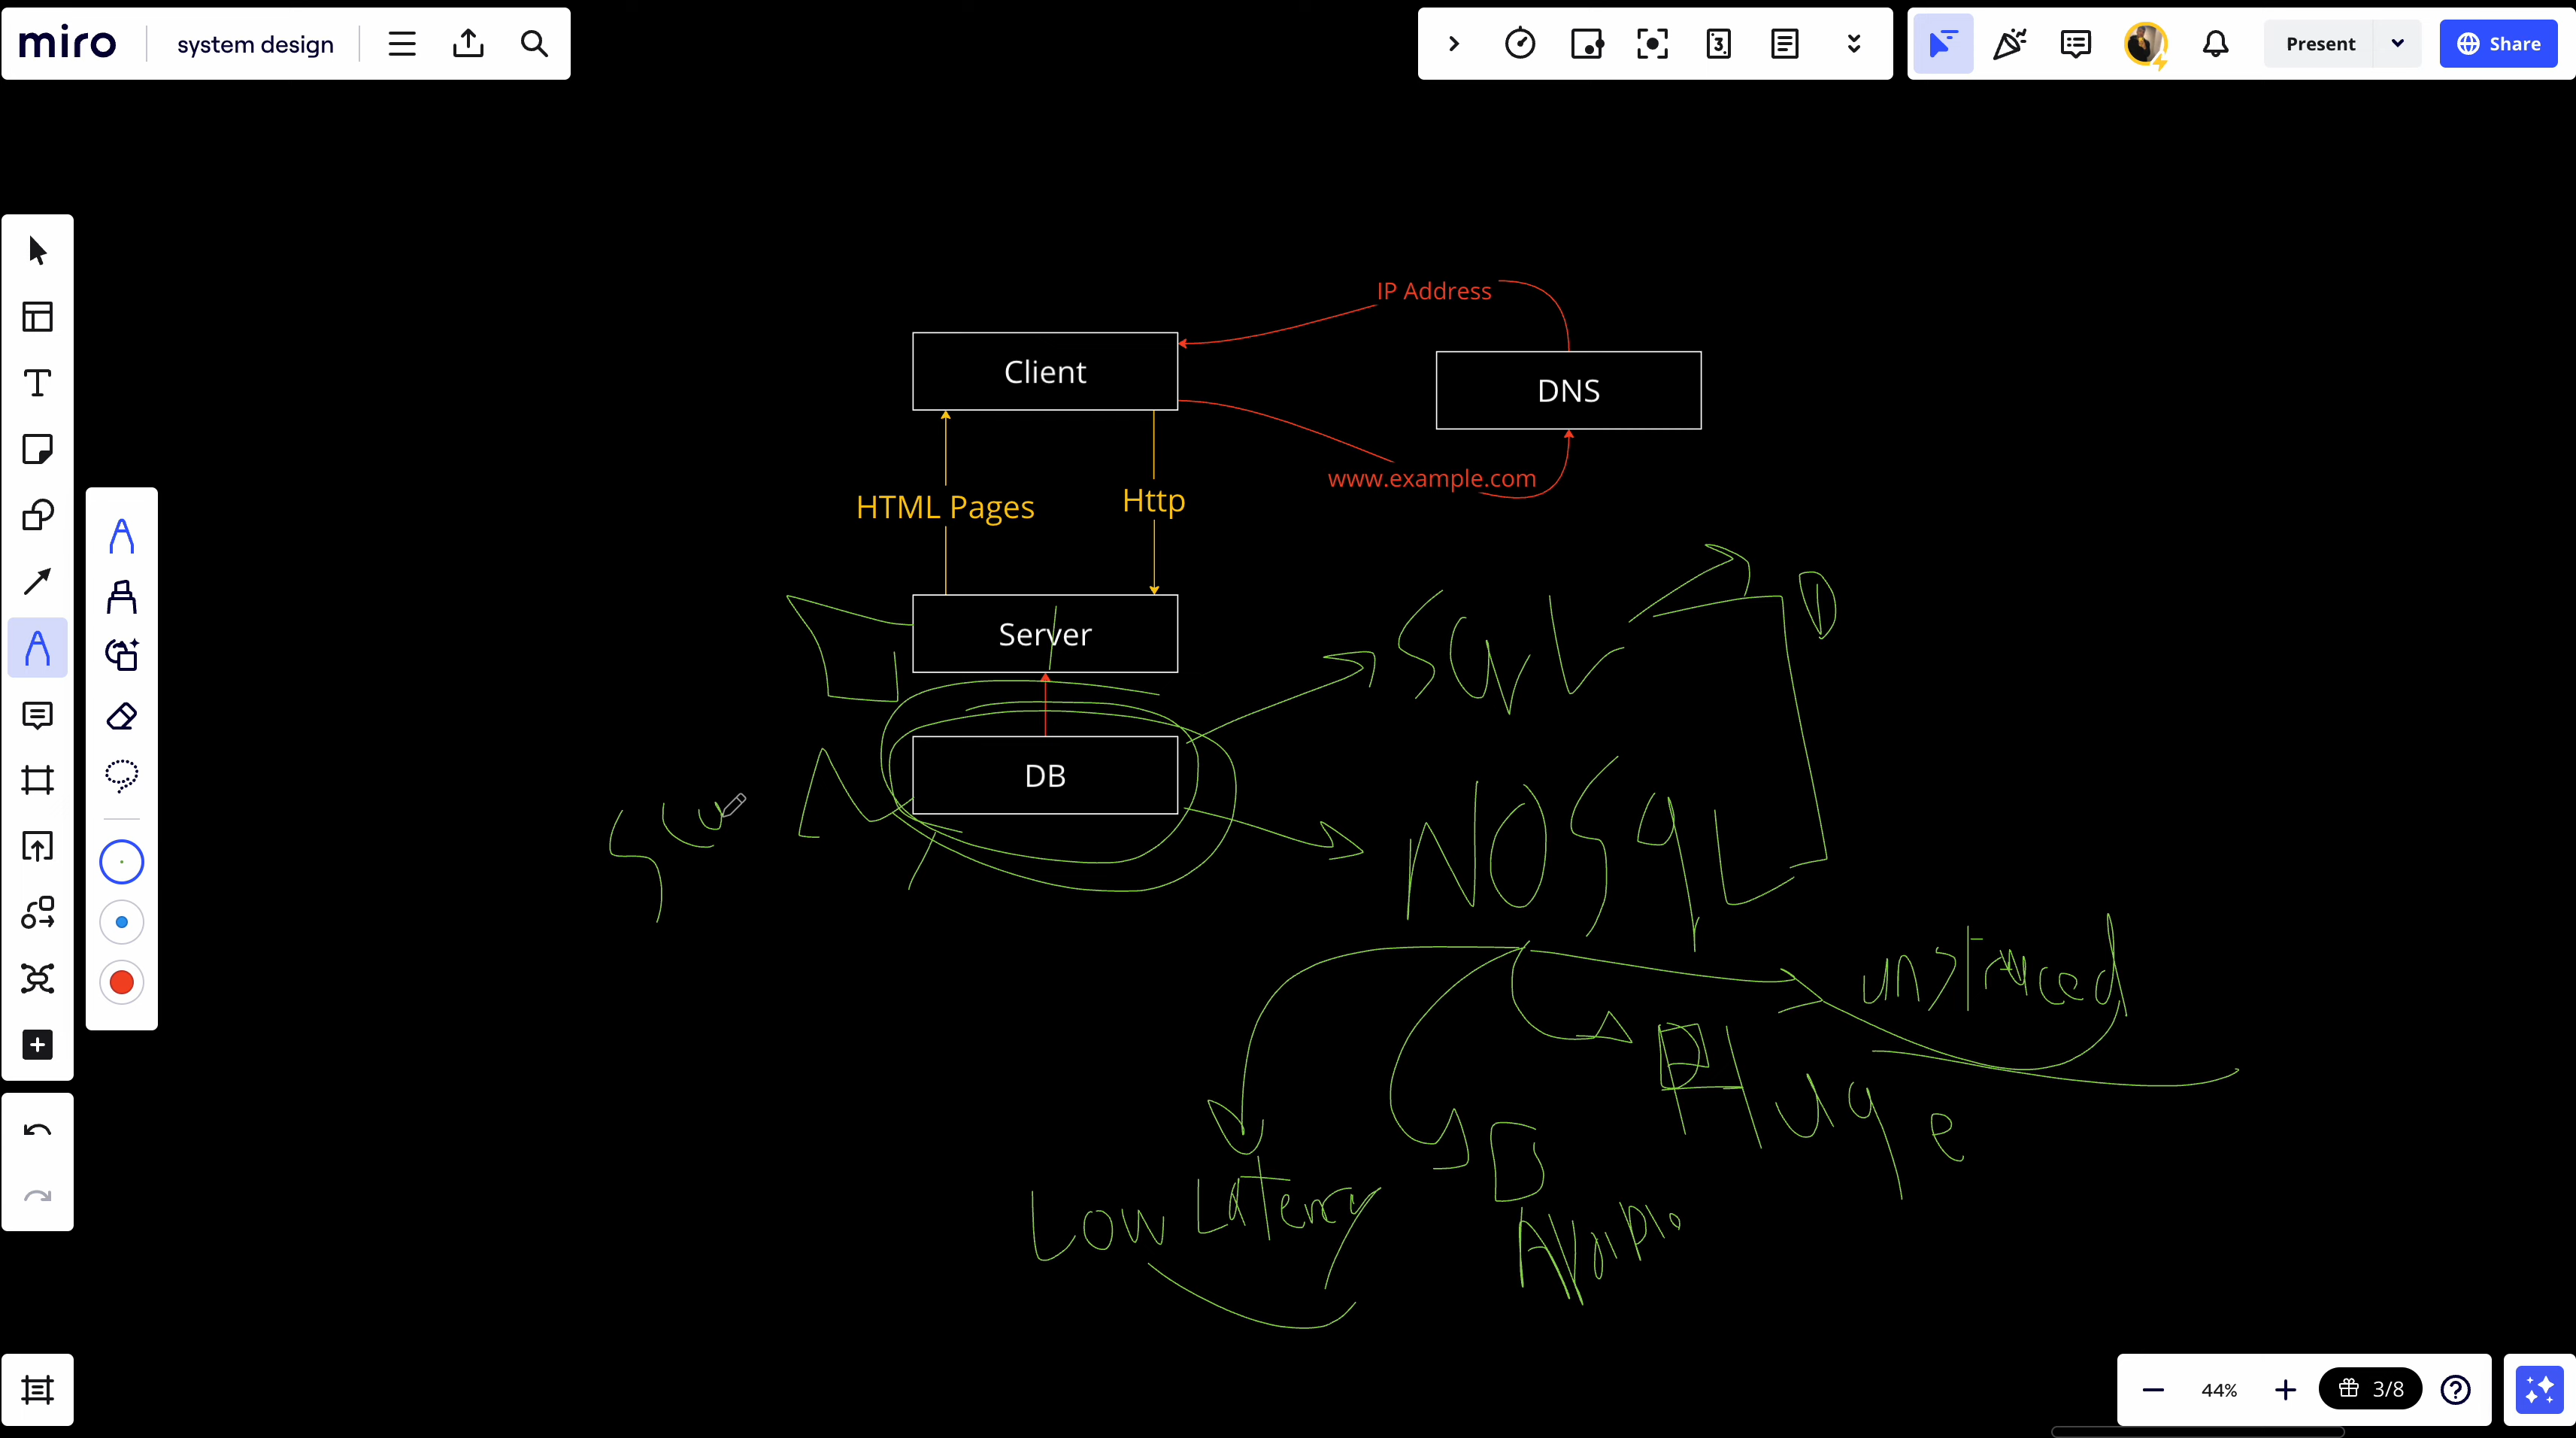 miro
system design
3
Present
Share
IP Address
Client
DNS
www.example.com
HTML Pages
Http
Server
SQL
D
DB
NOSQL
Huge
Low Latency
44%
3/8